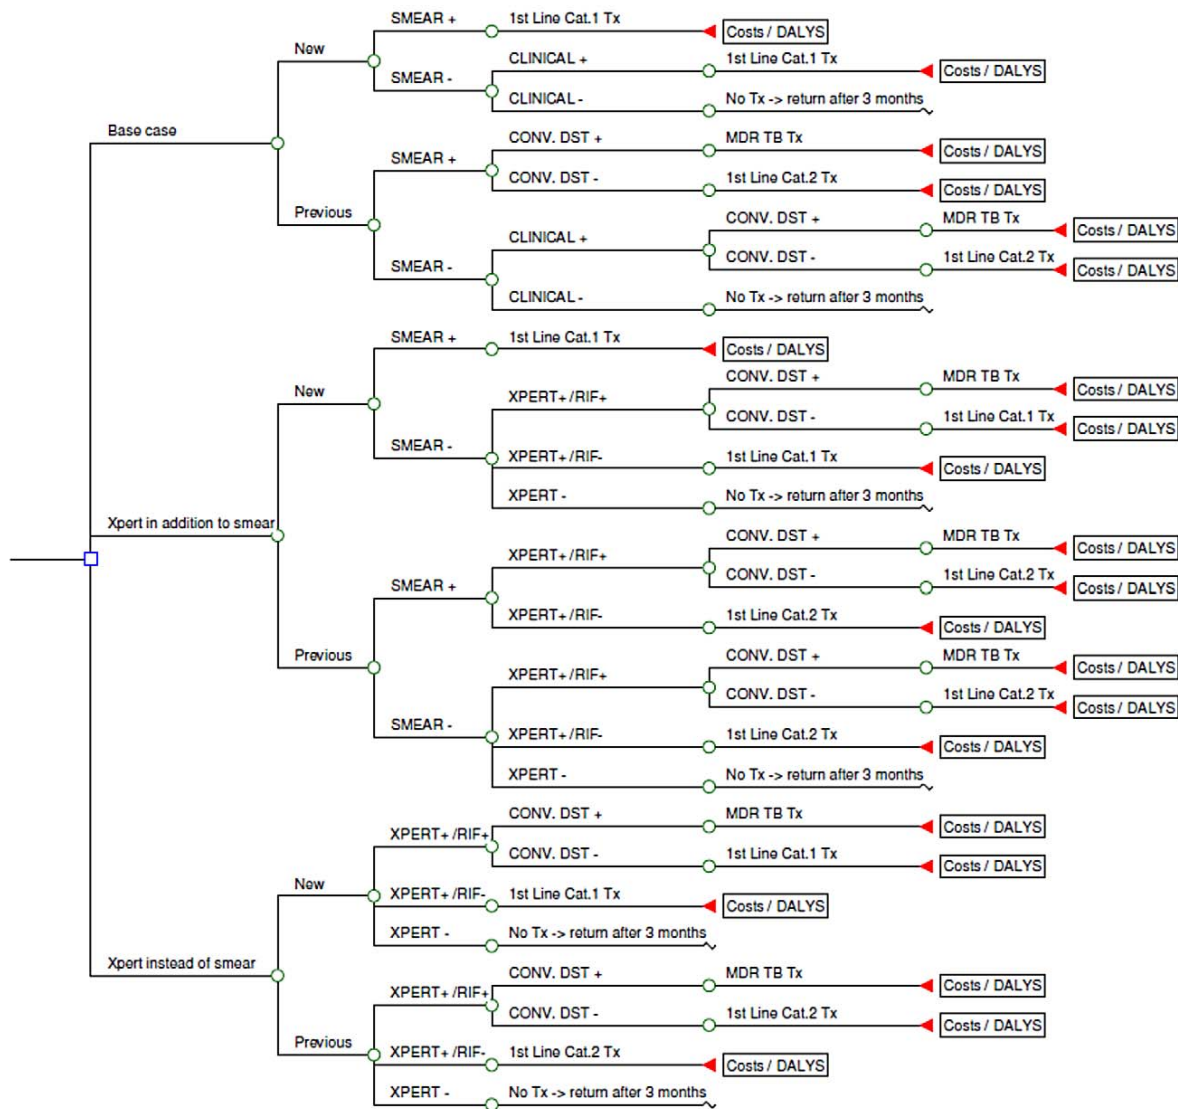 SMEAR + 1st Line Cat.1 Tx Costs / DALYS
New
SMEAR - CLINICAL + 1st Line Cat.1 Tx Costs / DALYS
CLINICAL - No Tx -> return after 3 months
Base case
SMEAR + CONV. DST + MDR TB Tx Costs / DALYS
CONV. DST - 1st Line Cat.2 Tx Costs / DALYS
Previous
SMEAR - CLINICAL + CONV. DST + MDR TB Tx Costs / DALYS
CONV. DST - 1st Line Cat.2 Tx Costs / DALYS
CLINICAL - No Tx -> return after 3 months
SMEAR + 1st Line Cat.1 Tx Costs / DALYS
New
SMEAR - XPERT+ /RIF+ CONV. DST + MDR TB Tx Costs / DALYS
CONV. DST - 1st Line Cat.1 Tx Costs / DALYS
XPERT+ /RIF- 1st Line Cat.1 Tx Costs / DALYS
XPERT - No Tx -> return after 3 months
Xpert in addition to smear
SMEAR + XPERT+ /RIF+ CONV. DST + MDR TB Tx Costs / DALYS
CONV. DST - 1st Line Cat.2 Tx Costs / DALYS
XPERT+ /RIF- 1st Line Cat.2 Tx Costs / DALYS
Previous
SMEAR - XPERT+ /RIF+ CONV. DST + MDR TB Tx Costs / DALYS
CONV. DST - 1st Line Cat.2 Tx Costs / DALYS
XPERT+ /RIF- 1st Line Cat.2 Tx Costs / DALYS
XPERT - No Tx -> return after 3 months
XPERT+ /RIF+ CONV. DST + MDR TB Tx Costs / DALYS
CONV. DST - 1st Line Cat.1 Tx Costs / DALYS
New
XPERT+ /RIF- 1st Line Cat.1 Tx Costs / DALYS
XPERT - No Tx -> return after 3 months
Xpert instead of smear
XPERT+ /RIF+ CONV. DST + MDR TB Tx Costs / DALYS
CONV. DST - 1st Line Cat.2 Tx Costs / DALYS
Previous
XPERT+ /RIF- 1st Line Cat.2 Tx Costs / DALYS
XPERT - No Tx -> return after 3 months